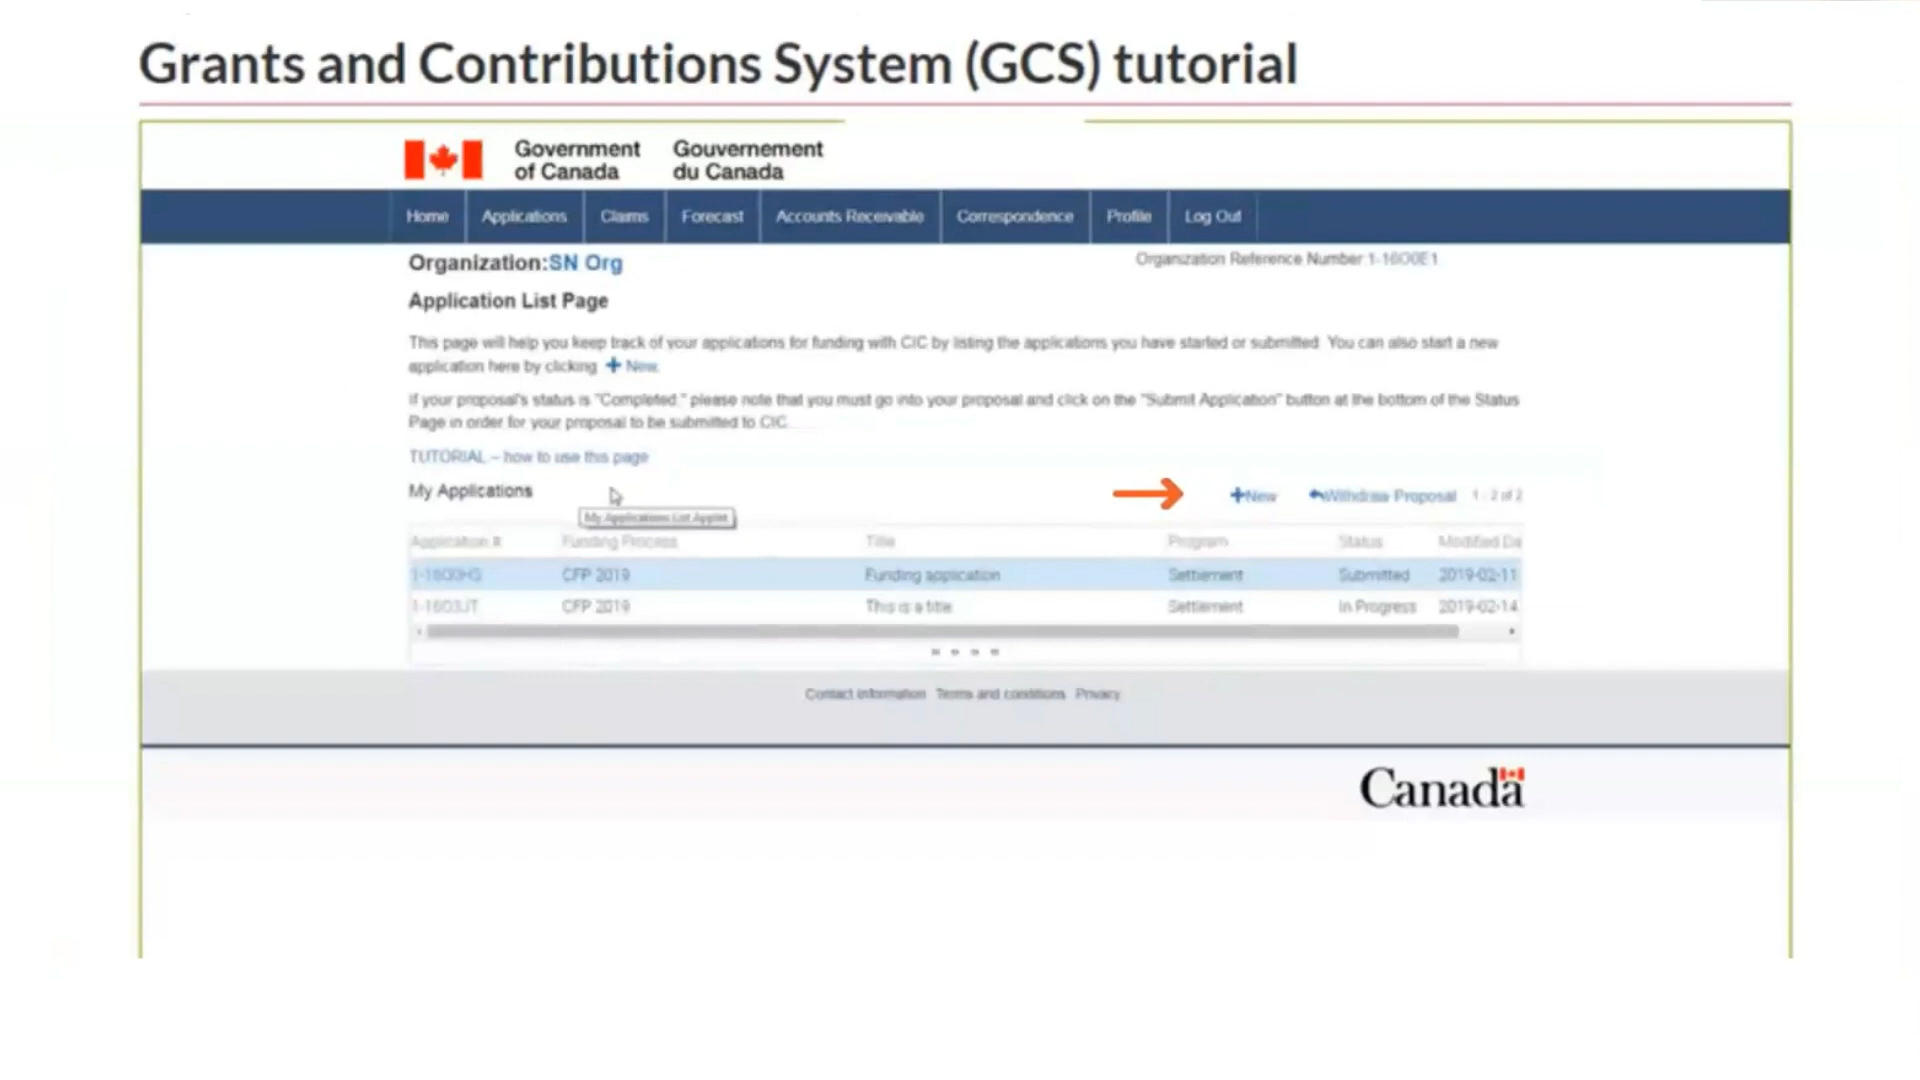 Grants and Contributions System (GCS) tutorial
Government of Canada
Gouvernement du Canada
Home Applications Claims Forecast Accounts Receivable Correspondence Profile Log Out
Organization:SN Org
Organization Reference Number
Application List Page
This page will help you keep track of your applications for funding with CIC by listing the applications you have started or submitted. You can also start a new
application here by clicking + New.
If your proposal's status is "Completed," please note that you must go into your proposal and click on the "Submit Application" button at the bottom of the Status
Page in order for your proposal to be submitted to CIC.
TUTORIAL – how to use this page
My Applications
+New Withdraw Proposal 1 - 2 of 2
My Applications List Applet
Application # Funding Process Title Program Status Modified Da
CFP 2019 Funding application Settlement Submitted 2019-02-11
CFP 2019 This is a title Settlement In Progress 2019-02-14
Contact information Terms and conditions Privacy
Canada